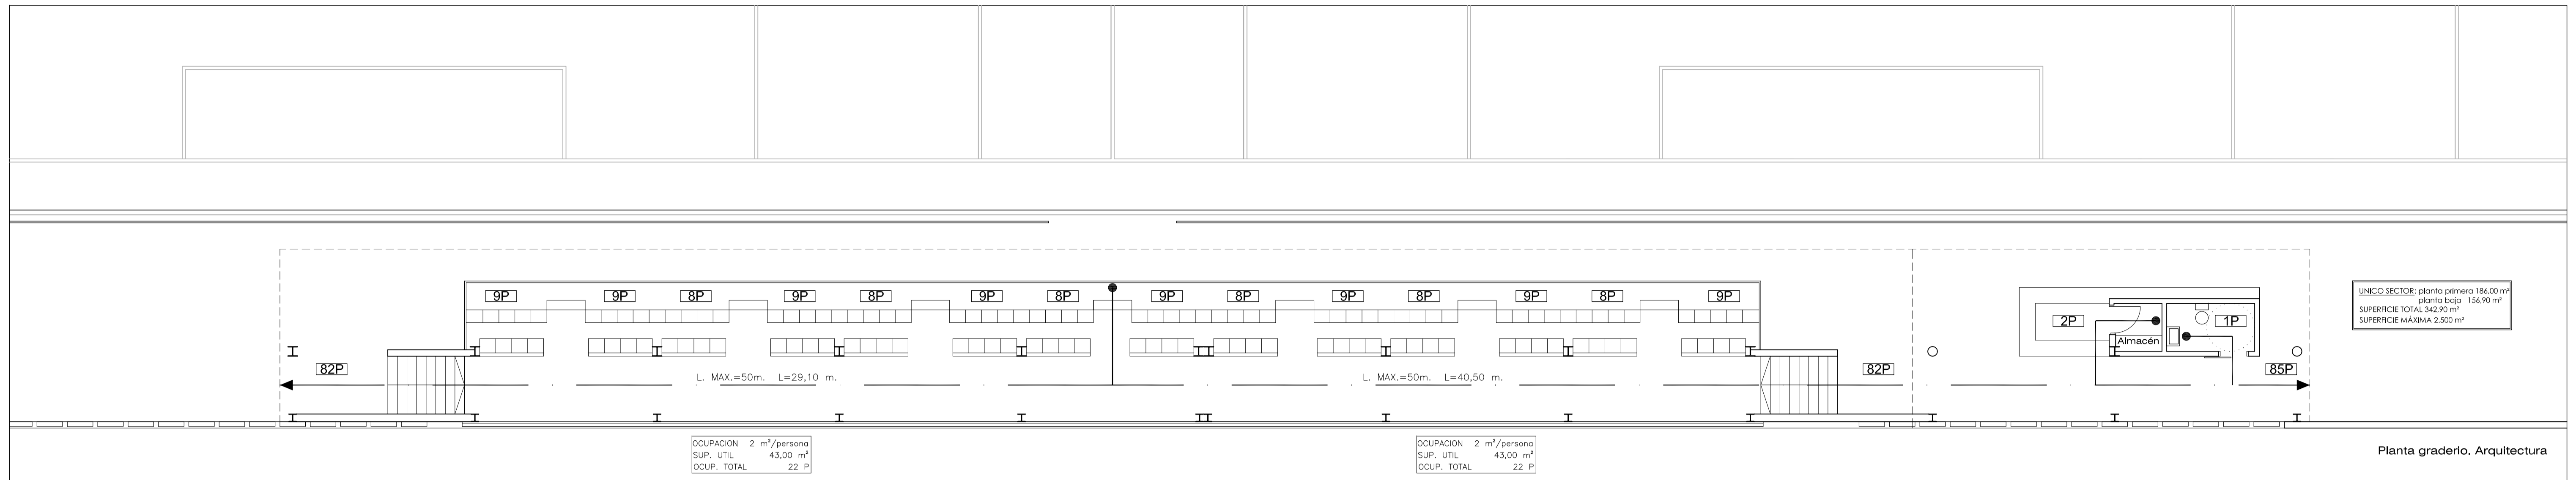 9P 9P 8P 9P 8P 9P 8P 9P 8P 9P 8P 9P 8P 9P
UNICO SECTOR: planta primera 186,00 m²
planta baja 156,90 m²
SUPERFICIE TOTAL 342,90 m²
SUPERFICIE MÁXIMA 2.500 m²
2P 1P
Almacén
82P 82P 85P
L. MAX.=50m. L=29,10 m.
L. MAX.=50m. L=40,50 m.
OCUPACION 2 m²/persona
SUP. UTIL 43,00 m²
OCUP. TOTAL 22 P
OCUPACION 2 m²/persona
SUP. UTIL 43,00 m²
OCUP. TOTAL 22 P
Planta graderío. Arquitectura